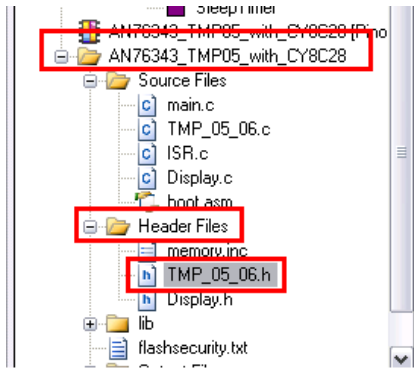 SleepTimer
AN76343_TMP05_with_CY8C28 [Pino
AN76343_TMP05_with_CY8C28
Source Files
main.c
TMP_05_06.c
ISR.c
Display.c
boot.asm
Header Files
memory.inc
TMP_05_06.h
Display.h
lib
flashsecurity.txt